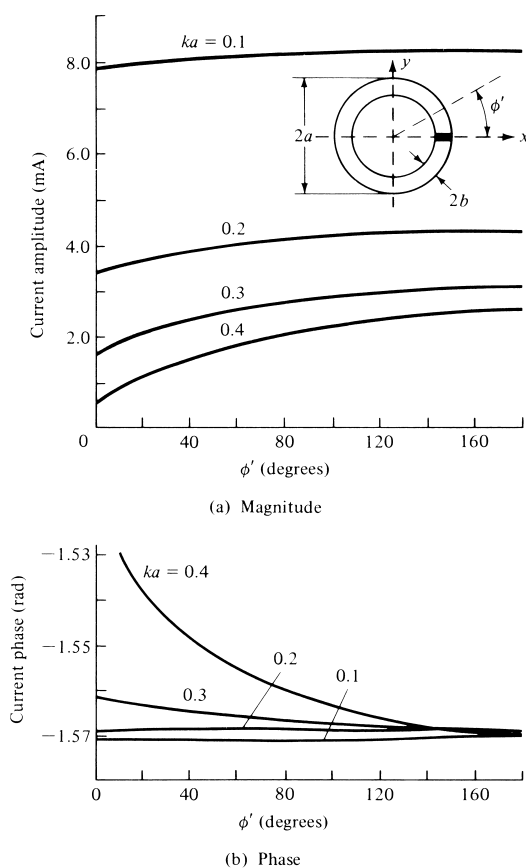 ka = 0.1
8.0
y
ϕ′
2a
x
6.0
2b
Current amplitude (mA)
0.2
4.0
0.3
0.4
2.0
0 40 80 120 160
ϕ′ (degrees)
(a) Magnitude
−1.53
ka = 0.4
Current phase (rad)
−1.55
0.2
0.1
0.3
−1.57
0 40 80 120 160
ϕ′ (degrees)
(b) Phase